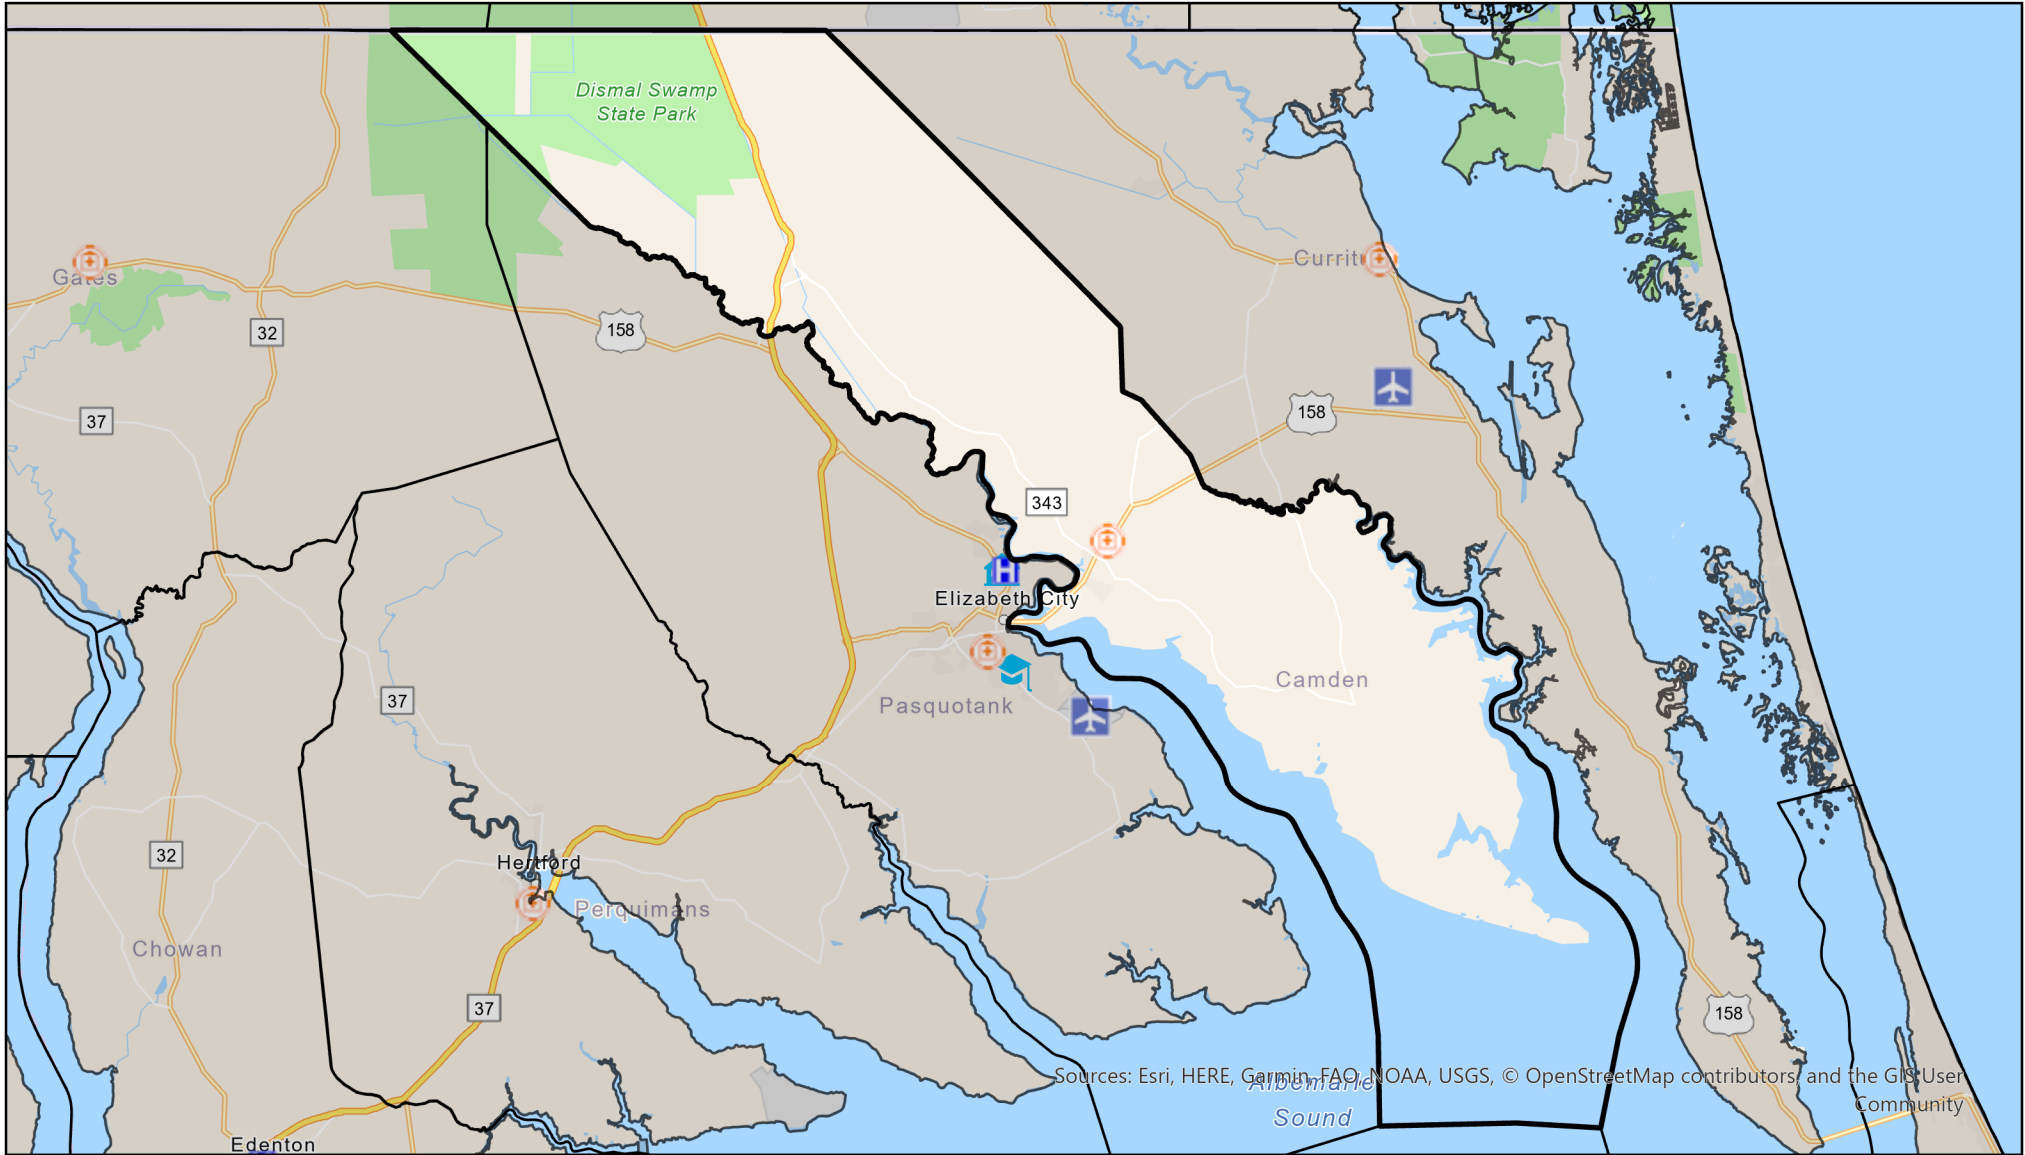 Dismal Swamp
State Park
Gates
Currit
32
158
37
158
343
Elizabeth City
Camden
37
Pasquotank
32
Hertford
Perquimans
Chowan
37
158
Albemarle
Sound
Sources: Esri, HERE, Garmin, FAO, NOAA, USGS, © OpenStreetMap contributors, and the GIS User
Community
Edenton
H